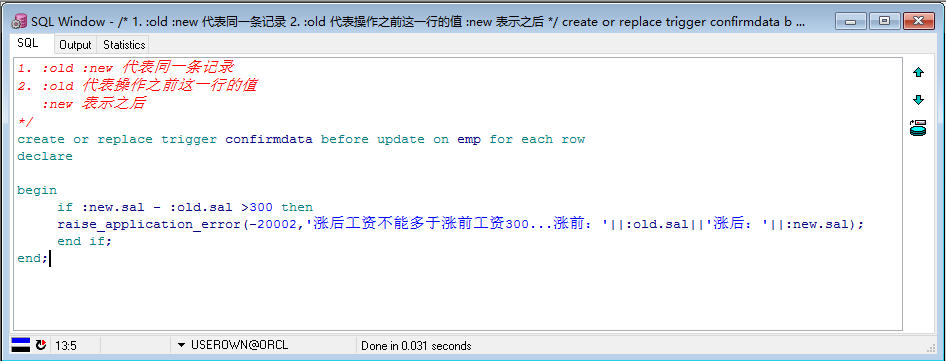 SQL Window - /* 1. :old :new 代表同一条记录 2. :old 代表操作之前这一行的值 :new 表示之后 */ create or replace trigger confirmdata b ...
SQL Output Statistics
1. :old :new 代表同一条记录
2. :old 代表操作之前这一行的值
:new 表示之后
*/
create or replace trigger confirmdata before update on emp for each row
declare
begin
if :new.sal - :old.sal >300 then
raise_application_error(-20002,'涨后工资不能多于涨前工资300...涨前：'||:old.sal||'涨后：'||:new.sal);
end if;
end;
13:5 USEROWN@ORCL Done in 0.031 seconds